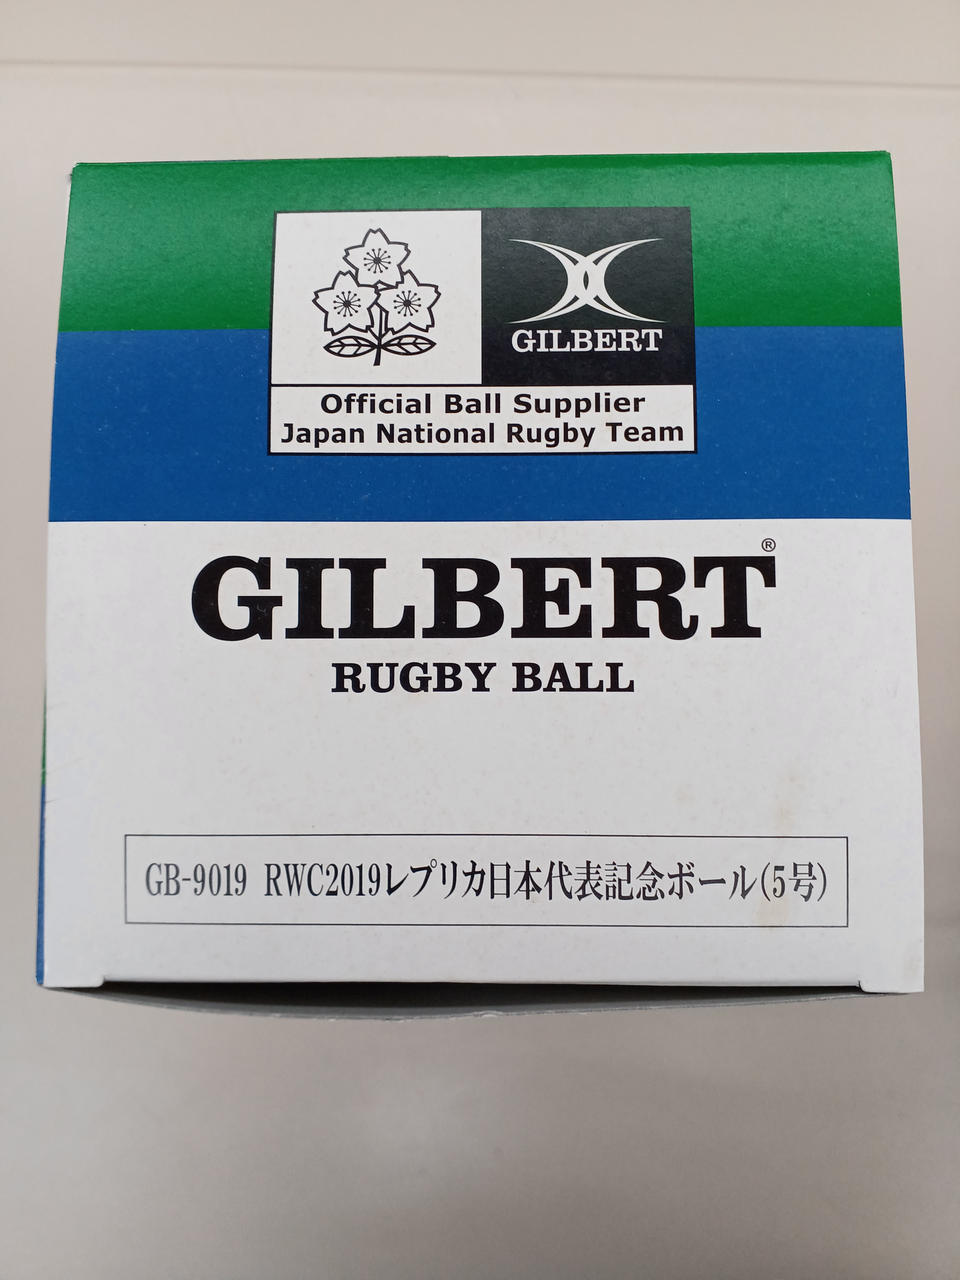 GILBERT
Official Ball Supplier
Japan National Rugby Team
GILBERT®
RUGBY BALL
GB-9019 RWC2019レプリカ日本代表記念ボール(5号)